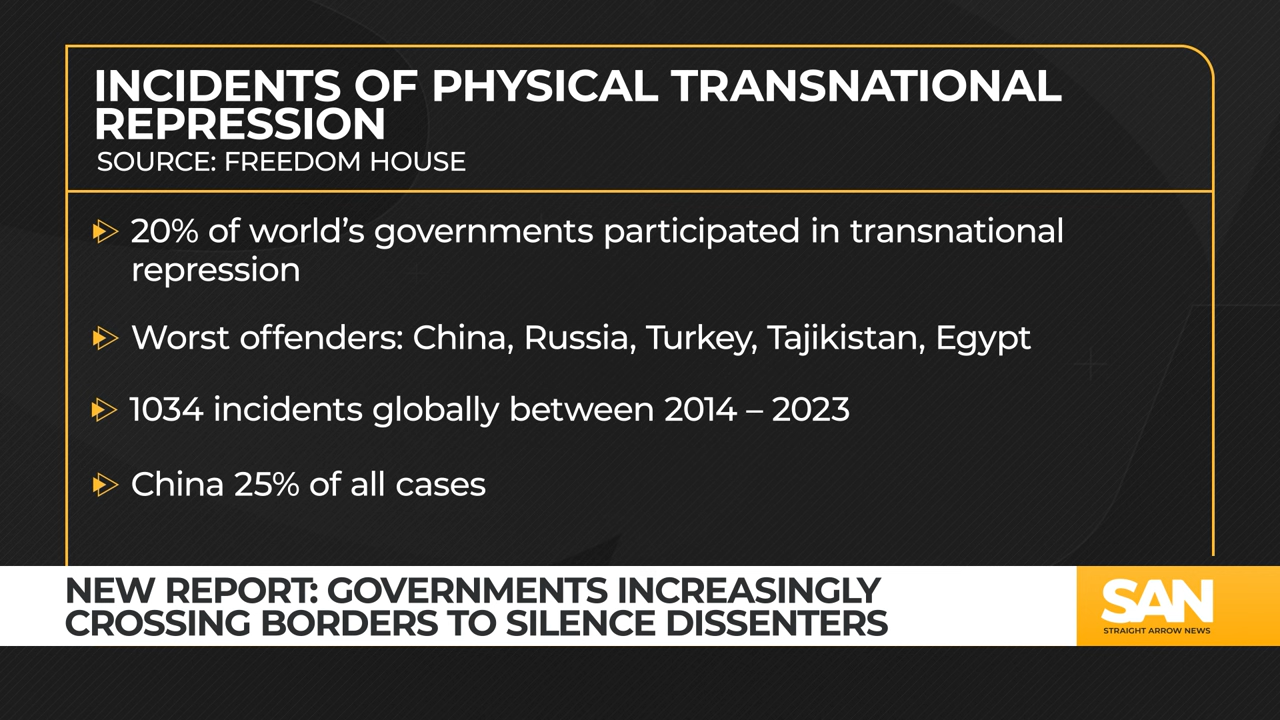 INCIDENTS OF PHYSICAL TRANSNATIONAL
REPRESSION
SOURCE: FREEDOM HOUSE
20% of world’s governments participated in transnational
repression
Worst offenders: China, Russia, Turkey, Tajikistan, Egypt
1034 incidents globally between 2014 – 2023
China 25% of all cases
NEW REPORT: GOVERNMENTS INCREASINGLY
CROSSING BORDERS TO SILENCE DISSENTERS
SAN
STRAIGHT ARROW NEWS